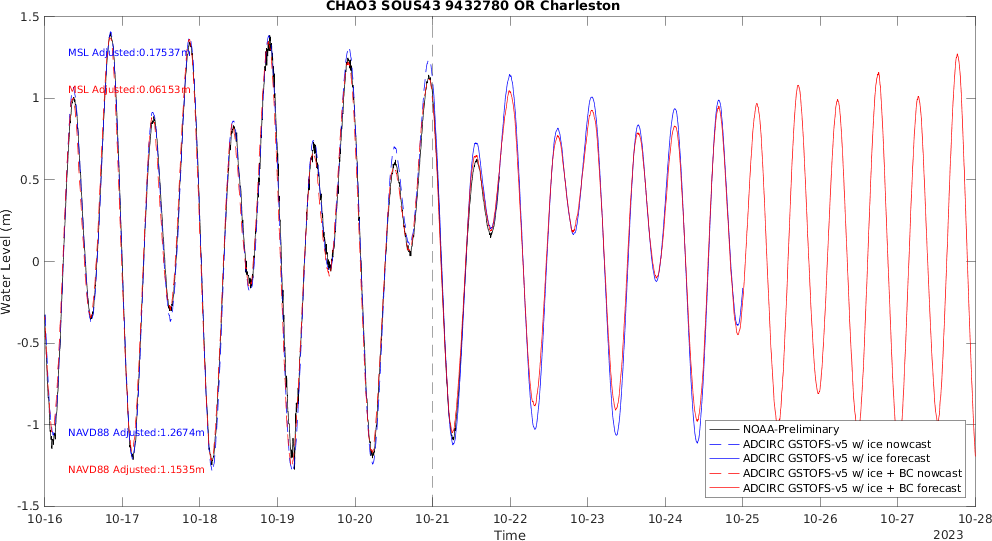 CHAO3 SOUS43 9432780 OR Charleston
1.5
1
0.5
0
-0.5
-1
-1.5
Water Level (m)
MSL Adjusted:0.17537m
MSL Adjusted:0.06153m
NAVD88 Adjusted:1.2674m
NAVD88 Adjusted:1.1535m
NOAA-Preliminary
ADCIRC GSTOFS-v5 w/ ice nowcast
ADCIRC GSTOFS-v5 w/ ice forecast
ADCIRC GSTOFS-v5 w/ ice + BC nowcast
ADCIRC GSTOFS-v5 w/ ice + BC forecast
10-16 10-17 10-18 10-19 10-20 10-21 10-22 10-23 10-24 10-25 10-26 10-27 10-28
Time
2023